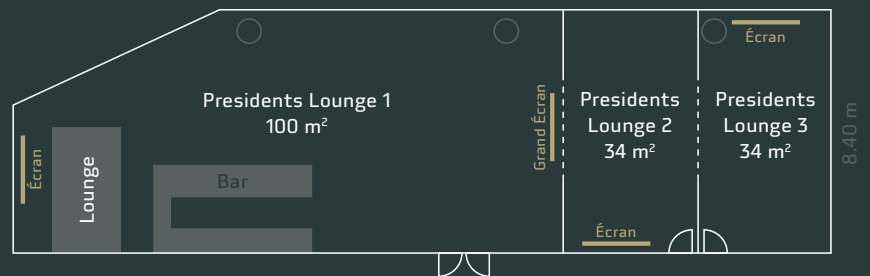 Écran
Presidents Lounge 1
100 m²
Grand Écran
Presidents
Lounge 2
34 m²
Presidents
Lounge 3
34 m²
8.40 m
Écran
Lounge
Bar
Écran